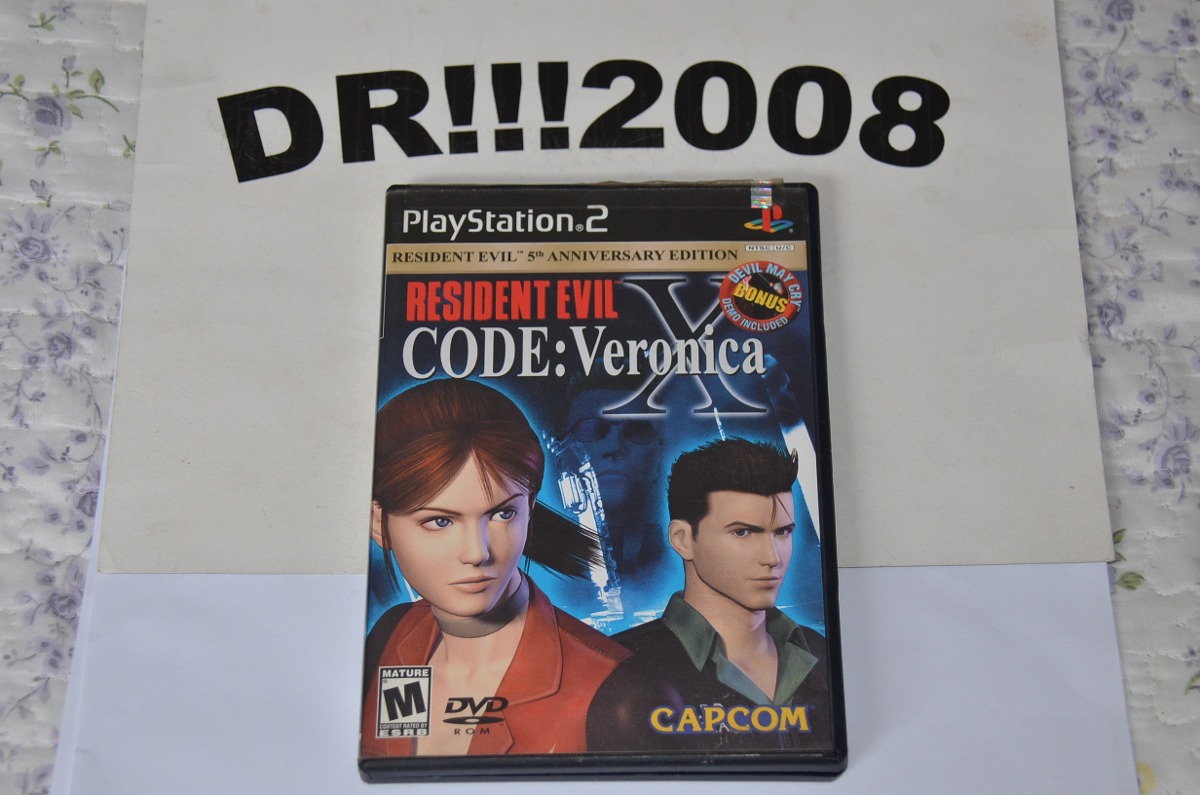 DR!!!2008
PlayStation®2
NTSC U/C
RESIDENT EVIL™ 5th ANNIVERSARY EDITION
DEVIL MAY CRY
BONUS
DEMO INCLUDED
RESIDENT EVIL
CODE: Veronica
X
MATURE
M
CONTENT RATED BY
ESRB
DVD
ROM
CAPCOM